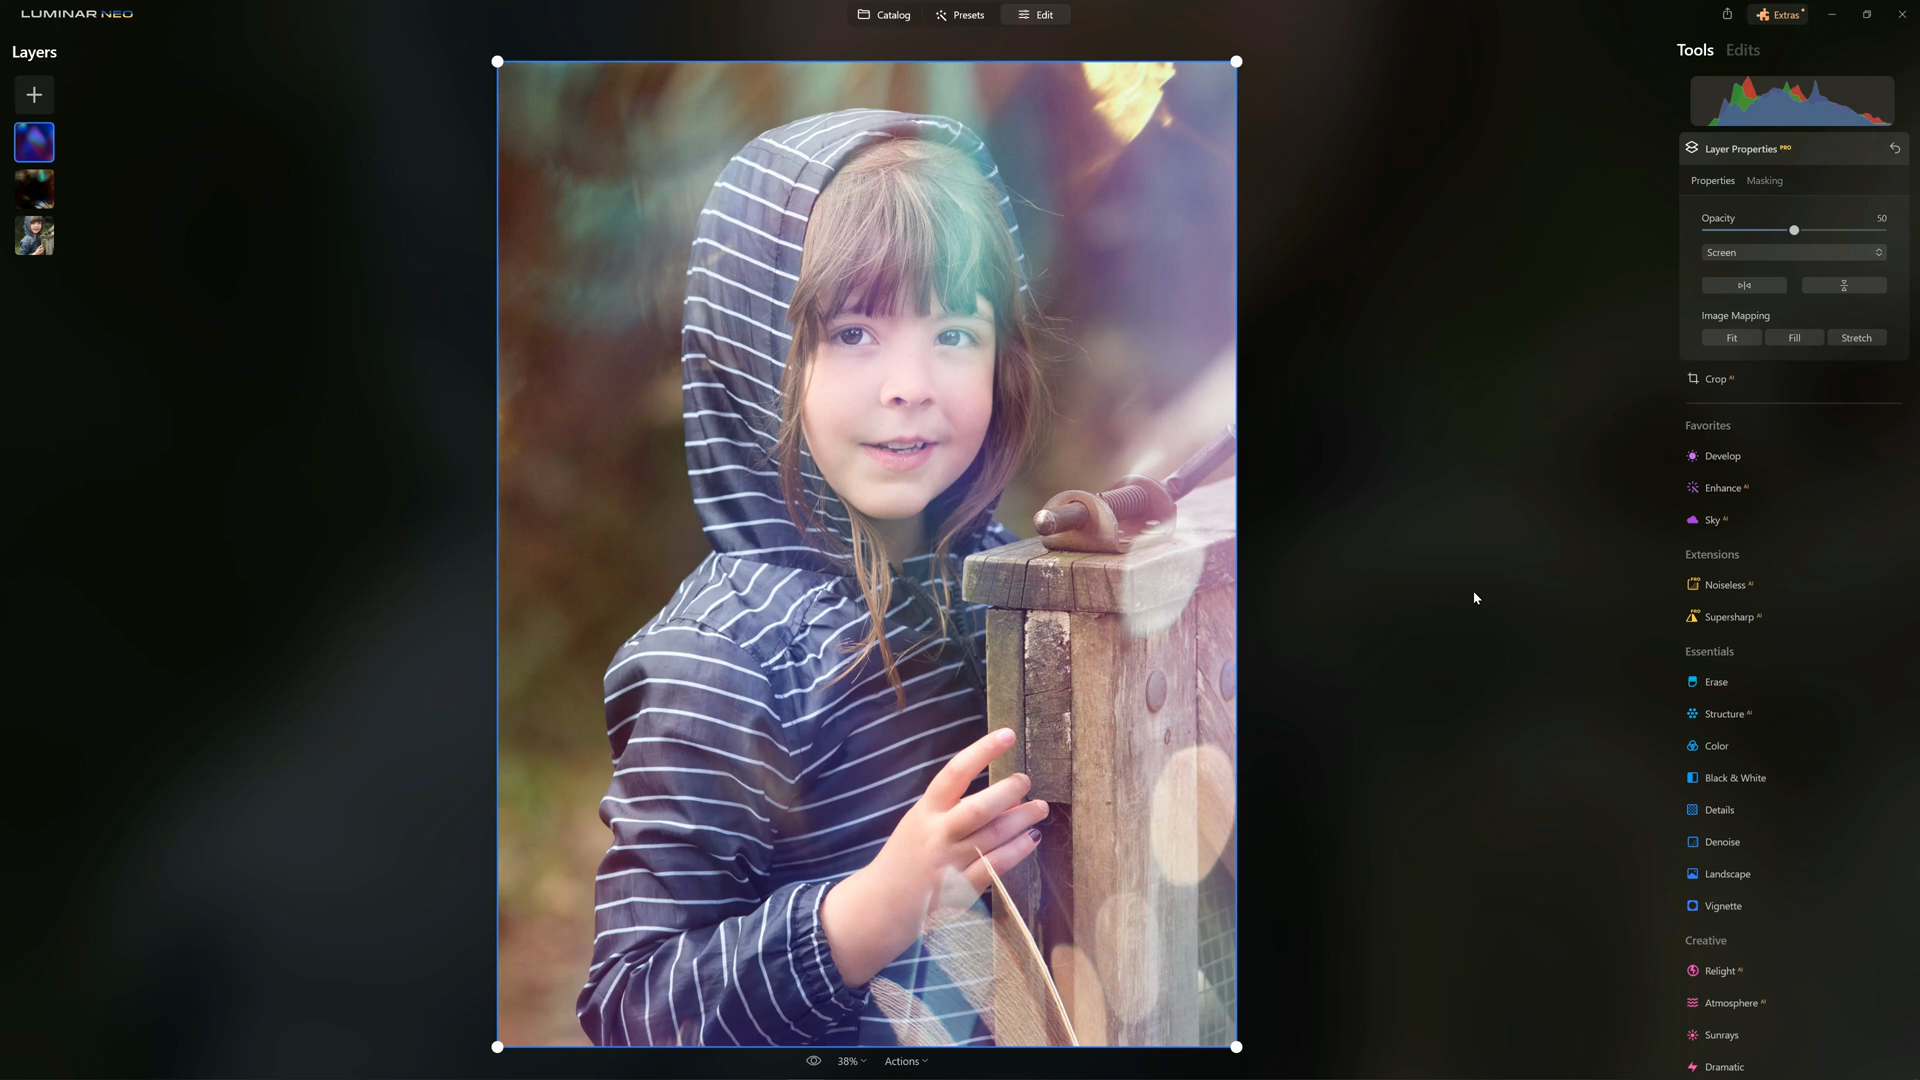 LUMINAR NEO
Catalog
Presets
Edit
Extras
Layers
Tools Edits
Layer Properties PRO
Properties Masking
Opacity 50
Screen
Image Mapping
Fit Fill Stretch
Crop AI
Favorites
Develop
Enhance AI
Sky AI
Extensions
PRO
Noiseless AI
PRO
Supersharp AI
Essentials
Erase
Structure AI
Color
Black & White
Details
Denoise
Landscape
Vignette
Creative
Relight AI
Atmosphere AI
Sunrays
Dramatic
38% Actions